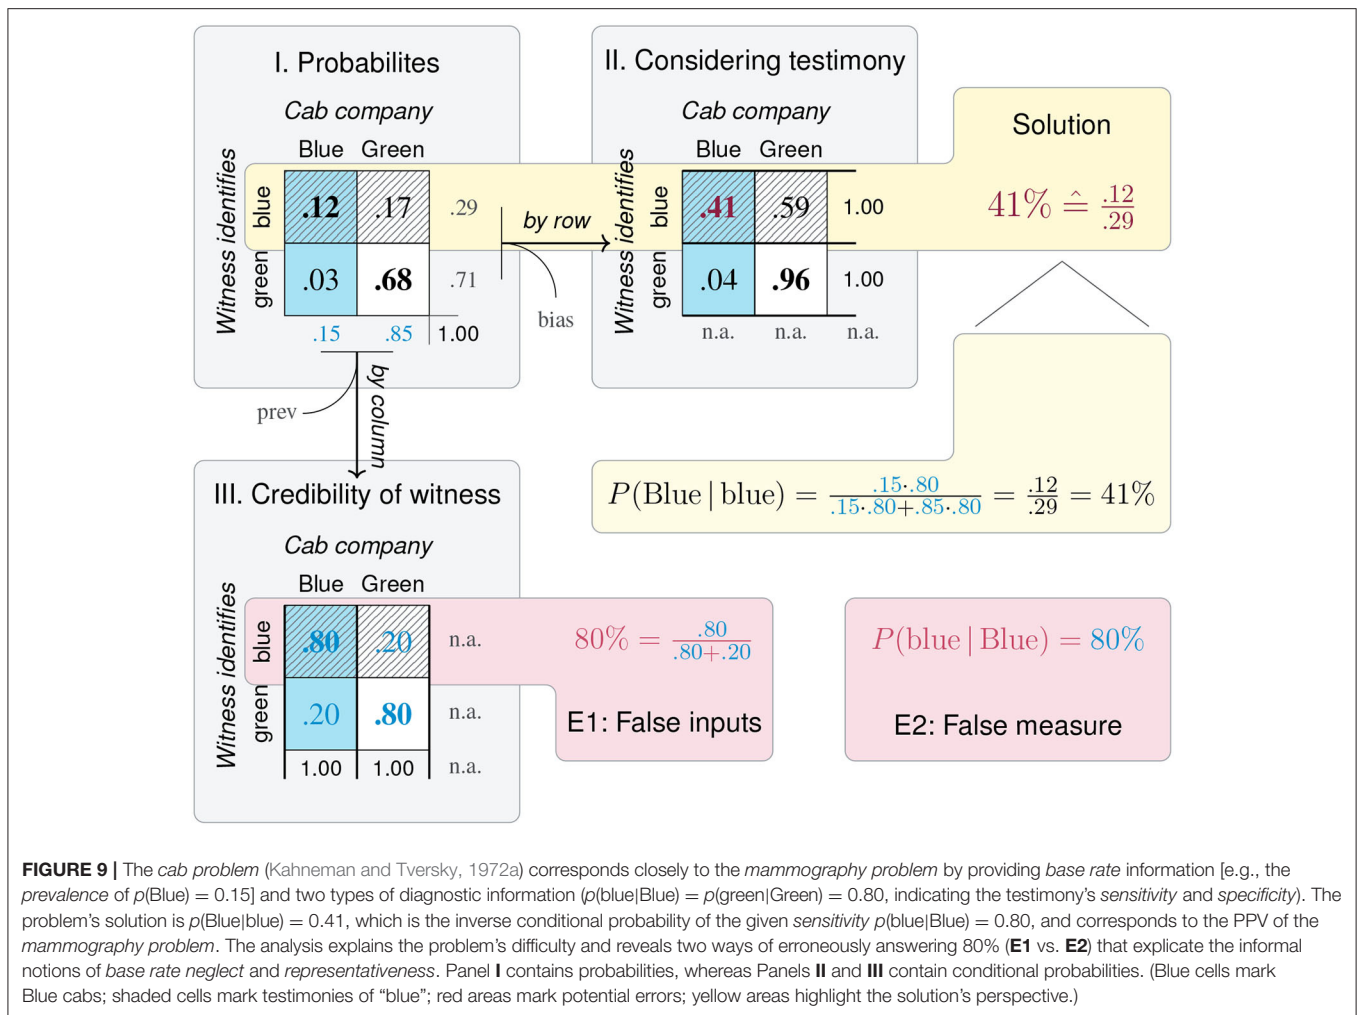 I. Probabilites
Cab company
Blue Green
Witness identifies
blue
.12 .17 .29
green
.03 .68 .71
.15 .85 1.00
by row
bias
prev
by column
II. Considering testimony
Cab company
Blue Green
Witness identifies
blue
.41 .59 1.00
green
.04 .96 1.00
n.a. n.a. n.a.
Solution
41% ≙ .12/.29
P(Blue | blue) = .15·.80/.15·.80+.85·.80 = .12/.29 = 41%
III. Credibility of witness
Cab company
Blue Green
Witness identifies
blue
.80 .20 n.a.
green
.20 .80 n.a.
1.00 1.00 n.a.
80% = .80/.80+.20
E1: False inputs
P(blue | Blue) = 80%
E2: False measure
FIGURE 9 | The cab problem (Kahneman and Tversky, 1972a) corresponds closely to the mammography problem by providing base rate information [e.g., the
prevalence of p(Blue) = 0.15] and two types of diagnostic information (p(blue|Blue) = p(green|Green) = 0.80, indicating the testimony's sensitivity and specificity). The
problem's solution is p(Blue|blue) = 0.41, which is the inverse conditional probability of the given sensitivity p(blue|Blue) = 0.80, and corresponds to the PPV of the
mammography problem. The analysis explains the problem's difficulty and reveals two ways of erroneously answering 80% (E1 vs. E2) that explicate the informal
notions of base rate neglect and representativeness. Panel I contains probabilities, whereas Panels II and III contain conditional probabilities. (Blue cells mark
Blue cabs; shaded cells mark testimonies of "blue"; red areas mark potential errors; yellow areas highlight the solution's perspective.)